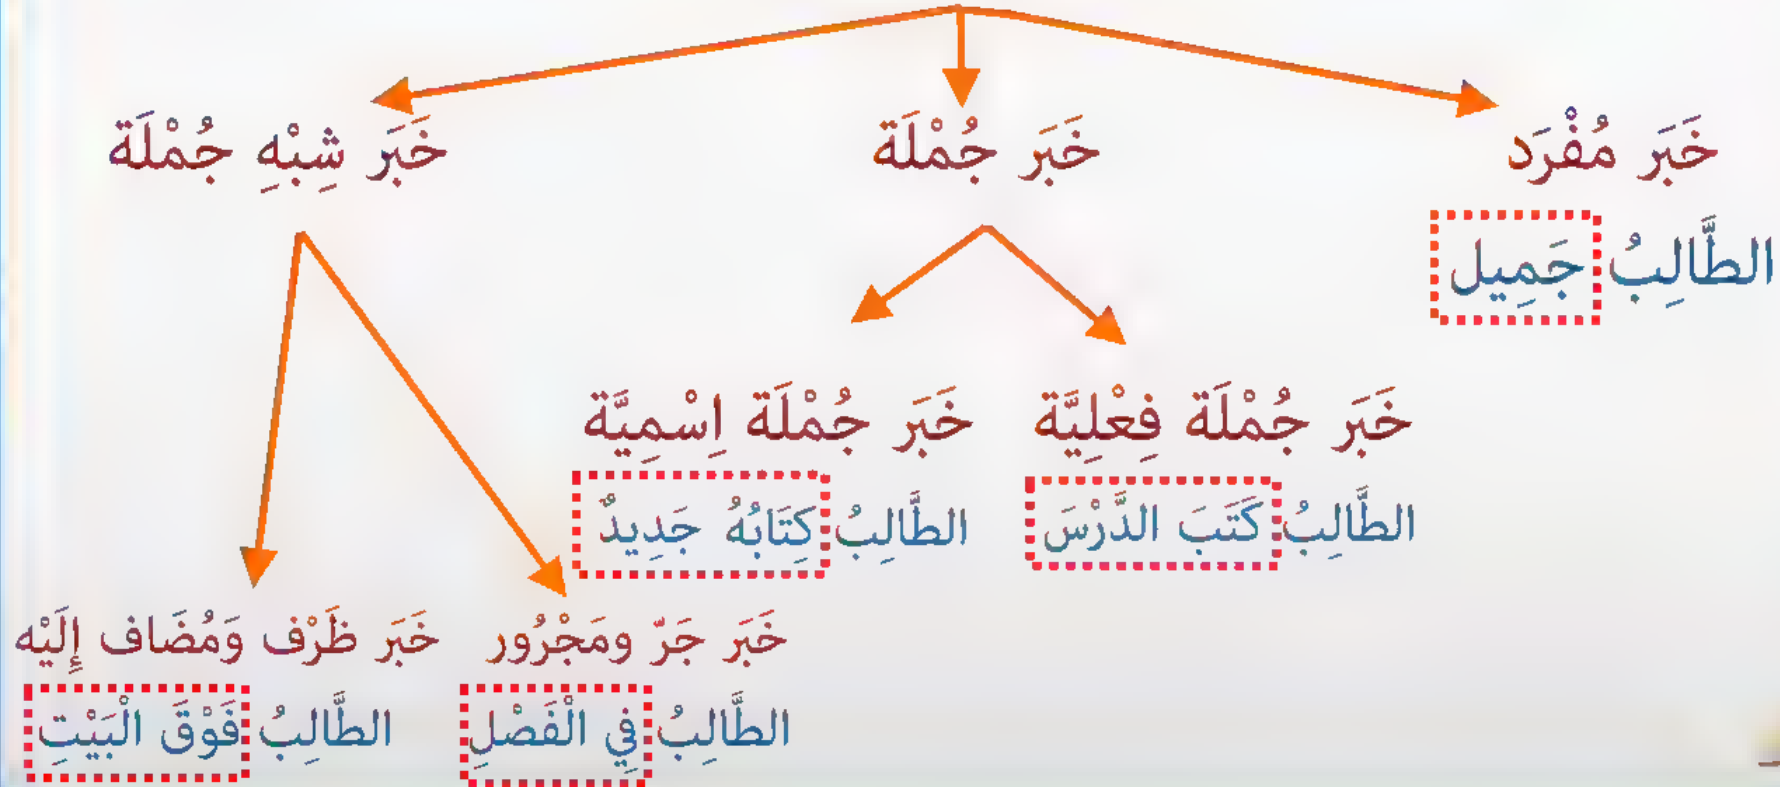 خَبَر مُفْرَد
الطَّالِبُ جَمِيل
خَبَر جُمْلَة
خَبَر جُمْلَة فِعْلِيَّة
الطَّالِبُ كَتَبَ الدَّرْسَ
خَبَر جُمْلَة اِسْمِيَّة
الطَّالِبُ كِتَابُهُ جَدِيدٌ
خَبَر شِبْهِ جُمْلَة
خَبَر جَرّ ومَجْرُور
الطَّالِبُ فِي الْفَصْلِ
خَبَر ظَرْف وَمُضَاف إِلَيْه
الطَّالِبُ فَوْقَ الْبَيْتِ